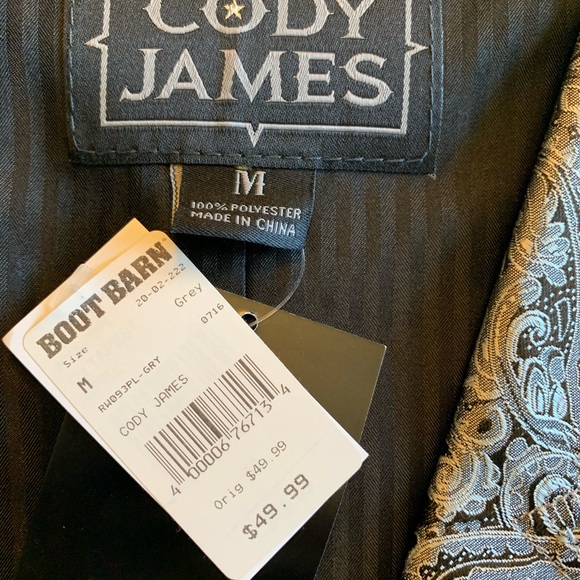 CODY
JAMES
M
100% POLYESTER
MADE IN CHINA
BOOT BARN
20-02-222
Size
Grey
M
0716
RW093PL-GRY
CODY JAMES
4 00006 76713 4
Orig $49.99
$49.99